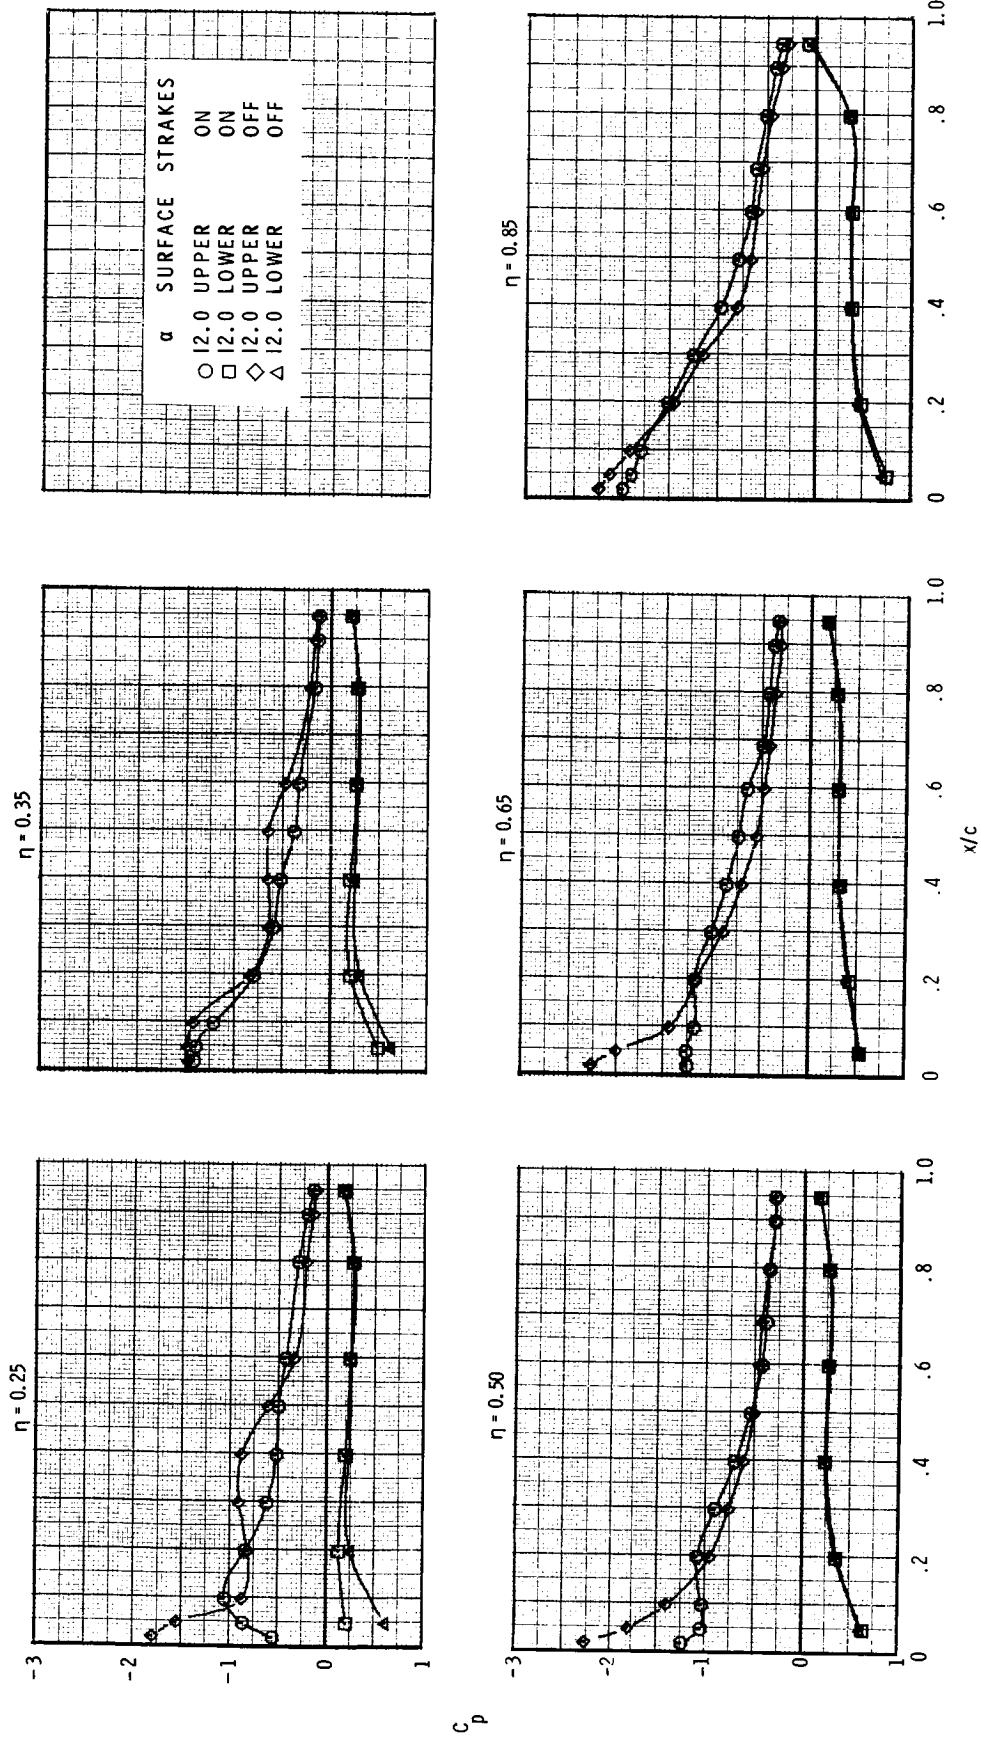 α SURFACE STRAKES
12.0 UPPER ON
12.0 LOWER ON
12.0 UPPER OFF
12.0 LOWER OFF
η = 0.25
η = 0.35
-3
-2
-1
0
1
C_p
η = 0.50
η = 0.65
η = 0.85
-3
-2
-1
0
1
0 .2 .4 .6 .8 1.0
0 .2 .4 .6 .8 1.0
0 .2 .4 .6 .8 1.0
x/c